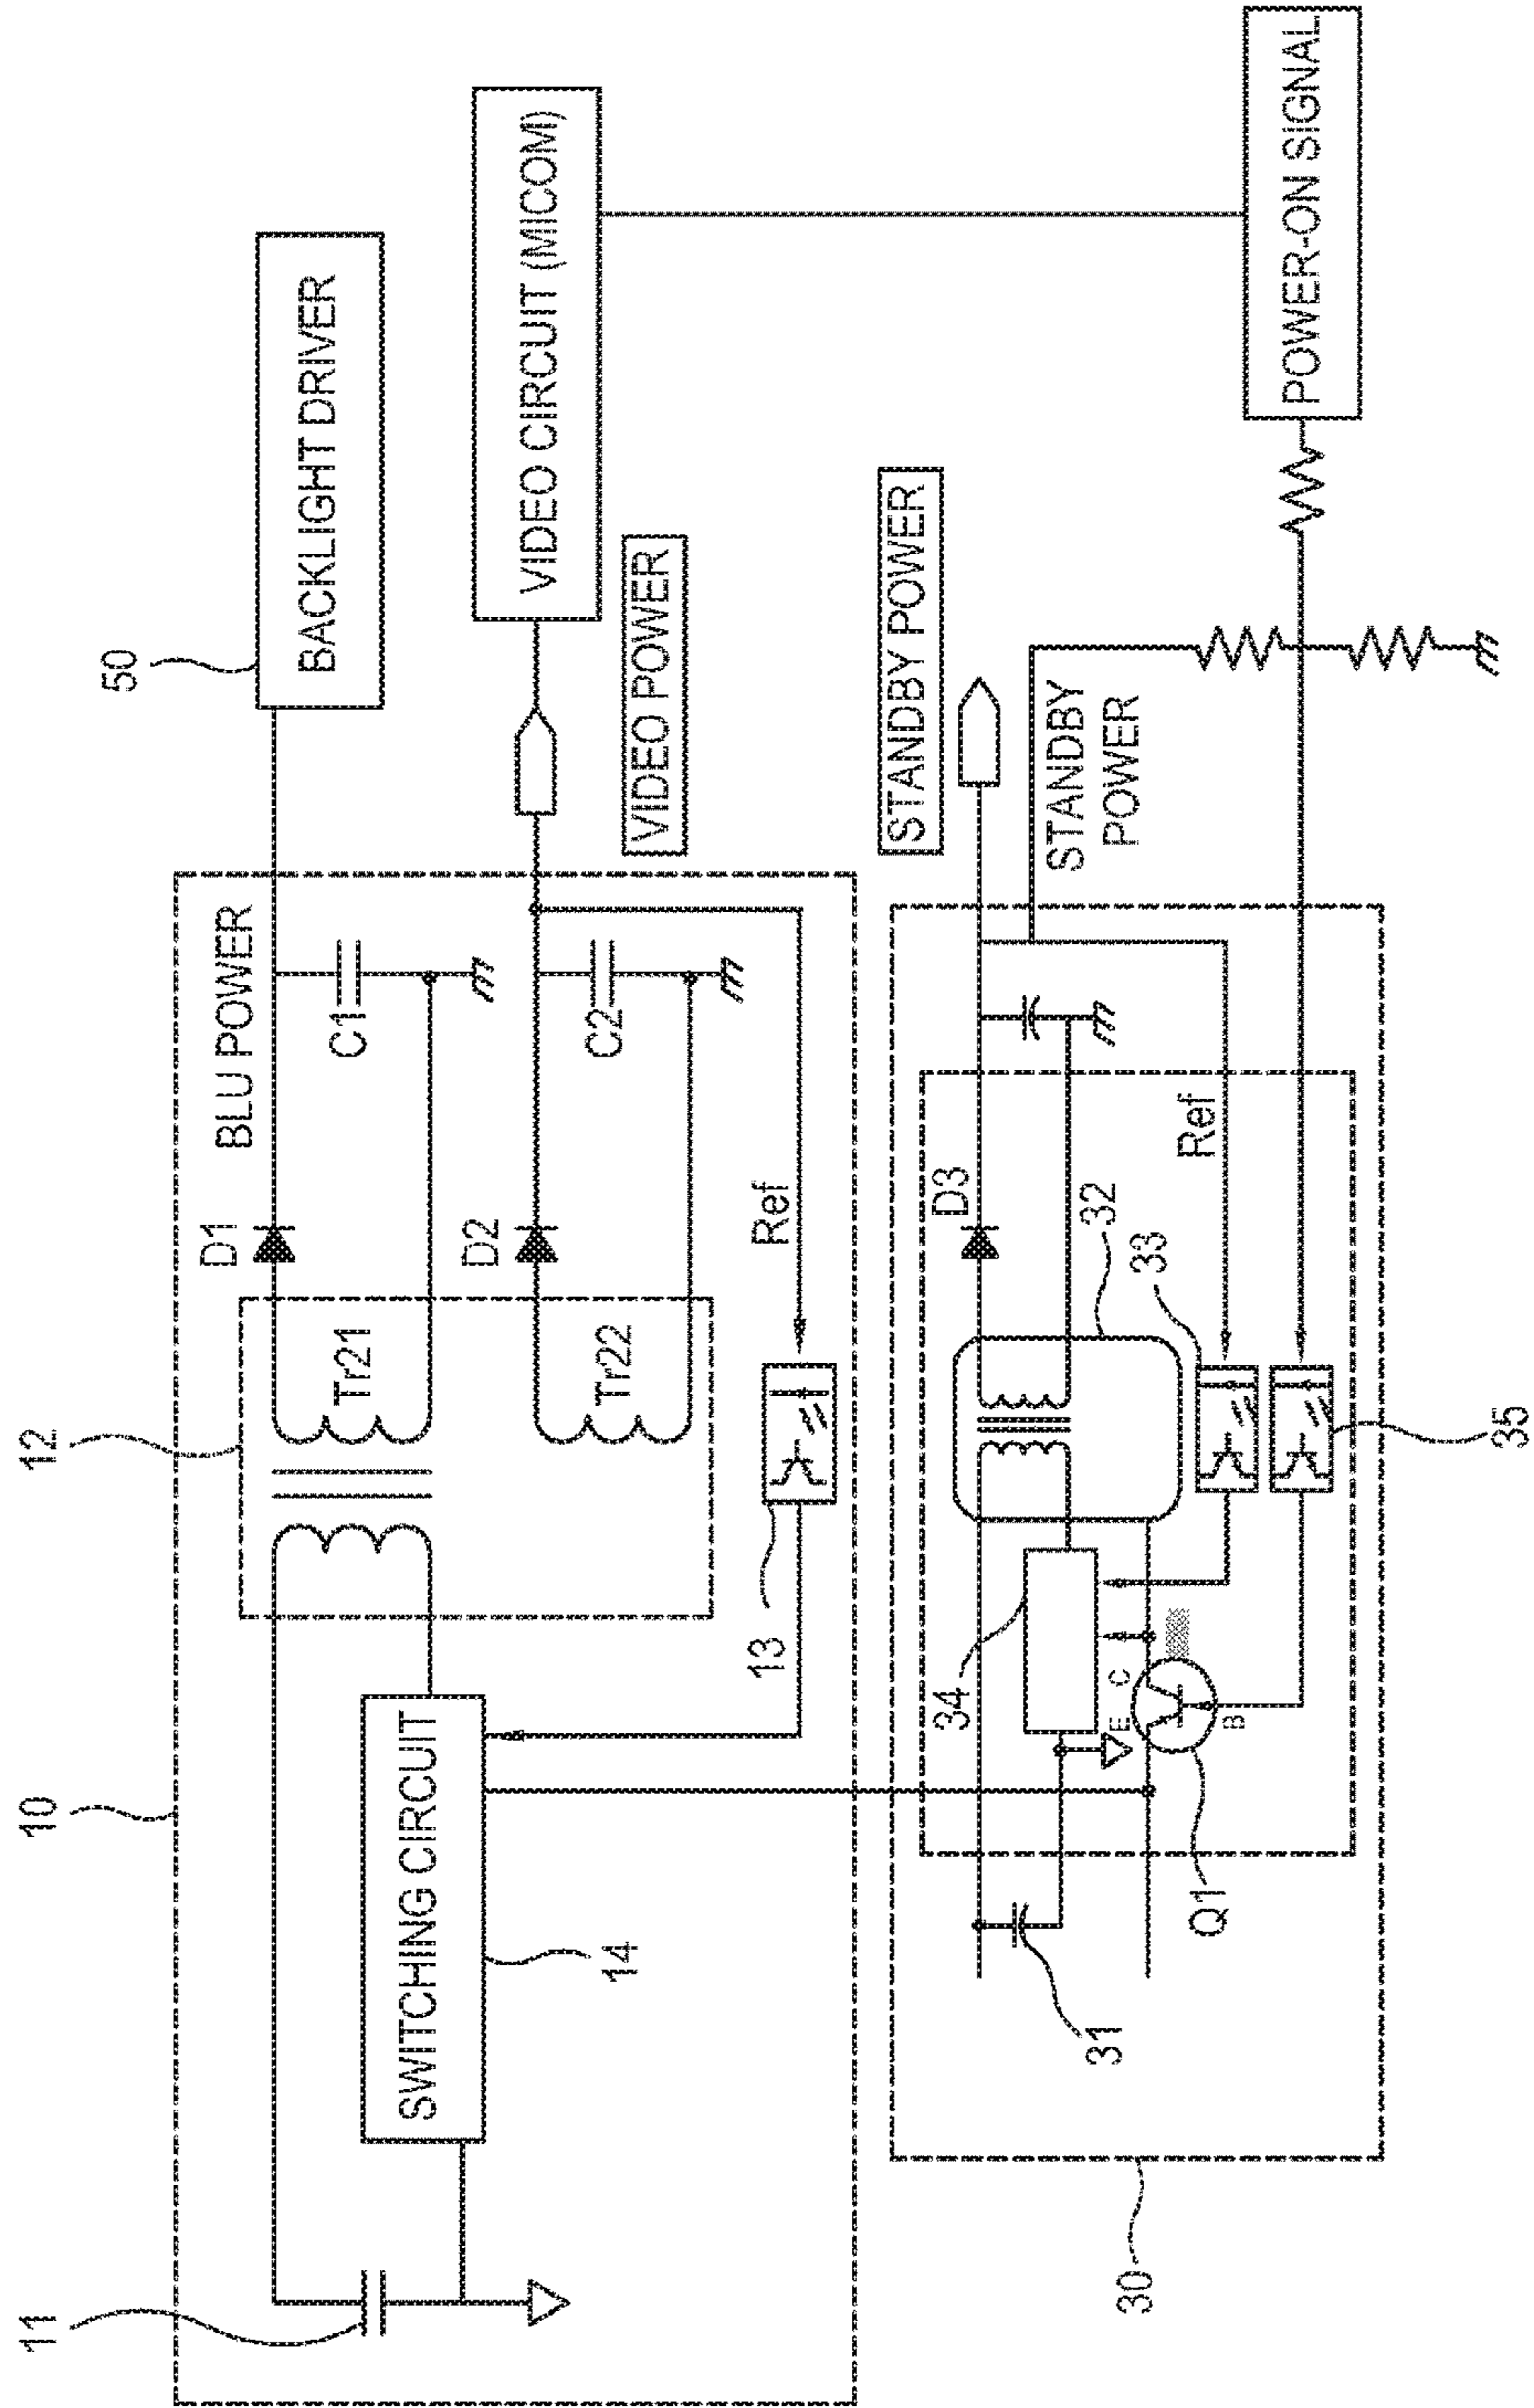 50
BACKLIGHT DRIVER
VIDEO CIRCUIT (MICOM)
VIDEO POWER
POWER-ON SIGNAL
STANDBY POWER
STANDBY
POWER
10
11
12
BLU POWER
D1
C1
Tr21
D2
C2
Tr22
Ref
13
SWITCHING CIRCUIT
14
30
31
D3
32
33
Ref
34
35
E
C
B
Q1